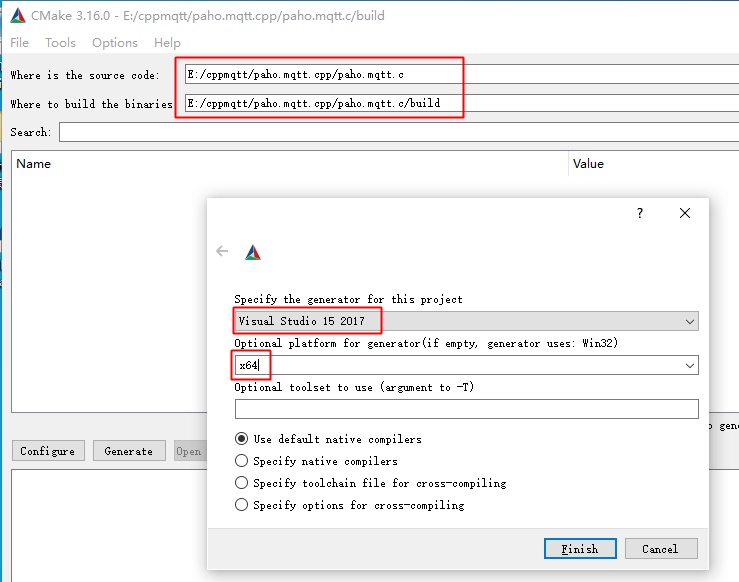 CMake 3.16.0 - E:/cppmqtt/paho.mqtt.cpp/paho.mqtt.c/build
File Tools Options Help
Where is the source code: E:/cppmqtt/paho.mqtt.cpp/paho.mqtt.c
Where to build the binaries E:/cppmqtt/paho.mqtt.cpp/paho.mqtt.c/build
Search:
Name Value
?
Specify the generator for this project
Visual Studio 15 2017
Optional platform for generator(if empty, generator uses: Win32)
x64
Optional toolset to use (argument to -T)
Use default native compilers
Specify native compilers
Specify toolchain file for cross-compiling
Specify options for cross-compiling
Configure Generate Open
Finish Cancel